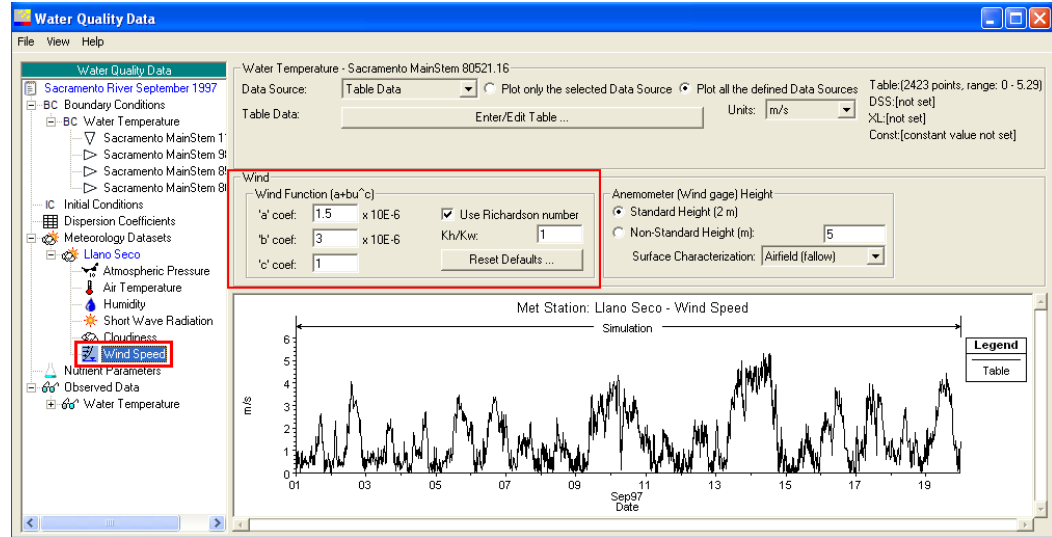 Water Quality Data
File View Help
Water Quality Data
Sacramento River September 1997
BC Boundary Conditions
BC Water Temperature
Sacramento MainStem 1
Sacramento MainStem 9
Sacramento MainStem 8
Sacramento MainStem 8
IC Initial Conditions
Dispersion Coefficients
Meteorology Datasets
Llano Seco
Atmospheric Pressure
Air Temperature
Humidity
Short Wave Radiation
Cloudiness
Wind Speed
Nutrient Parameters
Observed Data
Water Temperature
Water Temperature - Sacramento MainStem 80521.16
Data Source: Table Data Plot only the selected Data Source Plot all the defined Data Sources
Table Data: Enter/Edit Table ... Units: m/s
Table:(2423 points, range: 0 - 5.29)
DSS:[not set]
XL:[not set]
Const:[constant value not set]
Wind
Wind Function (a+bu^c)
'a' coef: 1.5 x 10E-6 Use Richardson number
'b' coef: 3 x 10E-6 Kh/Kw: 1
'c' coef: 1 Reset Defaults ...
Anemometer (Wind gage) Height
Standard Height (2 m)
Non-Standard Height (m): 5
Surface Characterization: Airfield (fallow)
Met Station: Llano Seco - Wind Speed
Simulation
Legend
Table
6
5
4
3
2
1
0
m/s
01 03 05 07 09 11 13 15 17 19
Sep97
Date